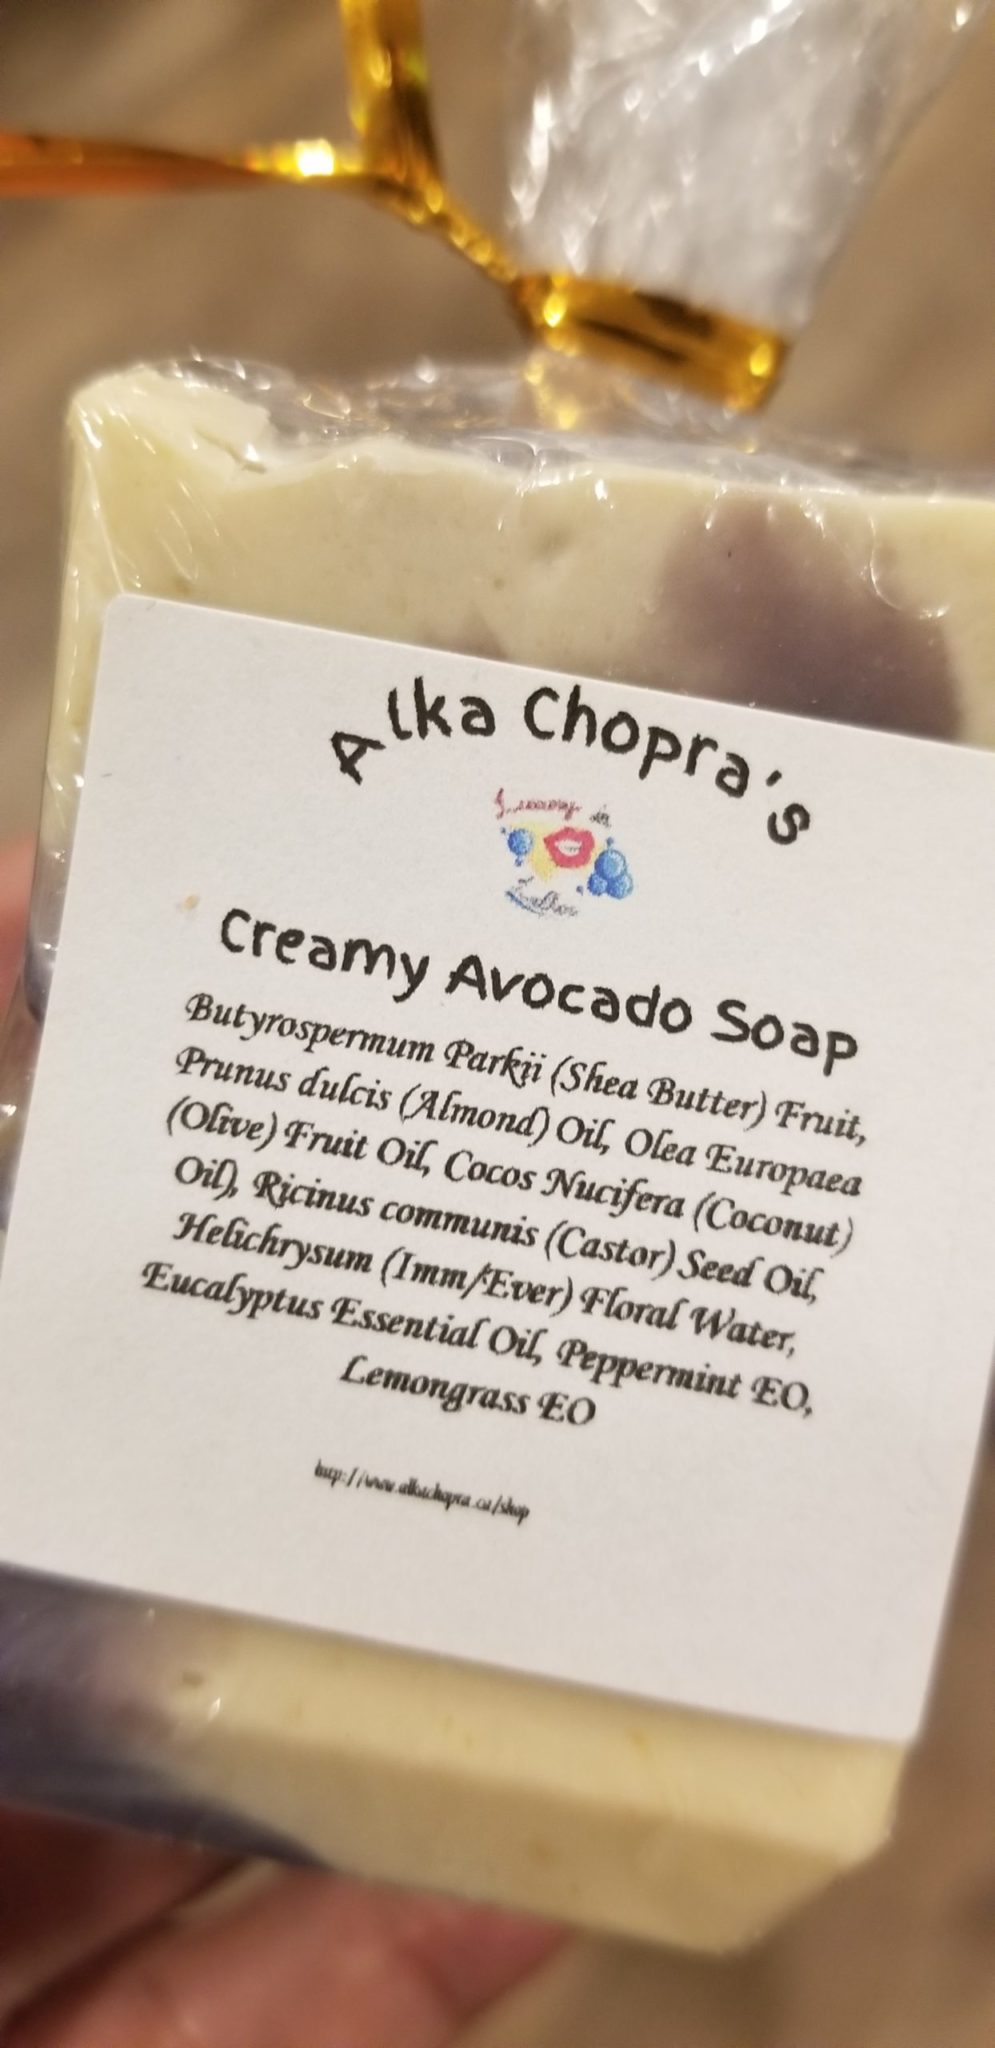 Alka Chopra's
Creamy Avocado Soap
Butyrospermum Parkii (Shea Butter) Fruit,
Prunus dulcis (Almond) Oil, Olea Europaea
(Olive) Fruit Oil, Cocos Nucifera (Coconut)
Oil), Ricinus communis (Castor) Seed Oil,
Helichrysum (Imm/Ever) Floral Water,
Eucalyptus Essential Oil, Peppermint EO,
Lemongrass EO
http://www.alkachopra.ca/shop